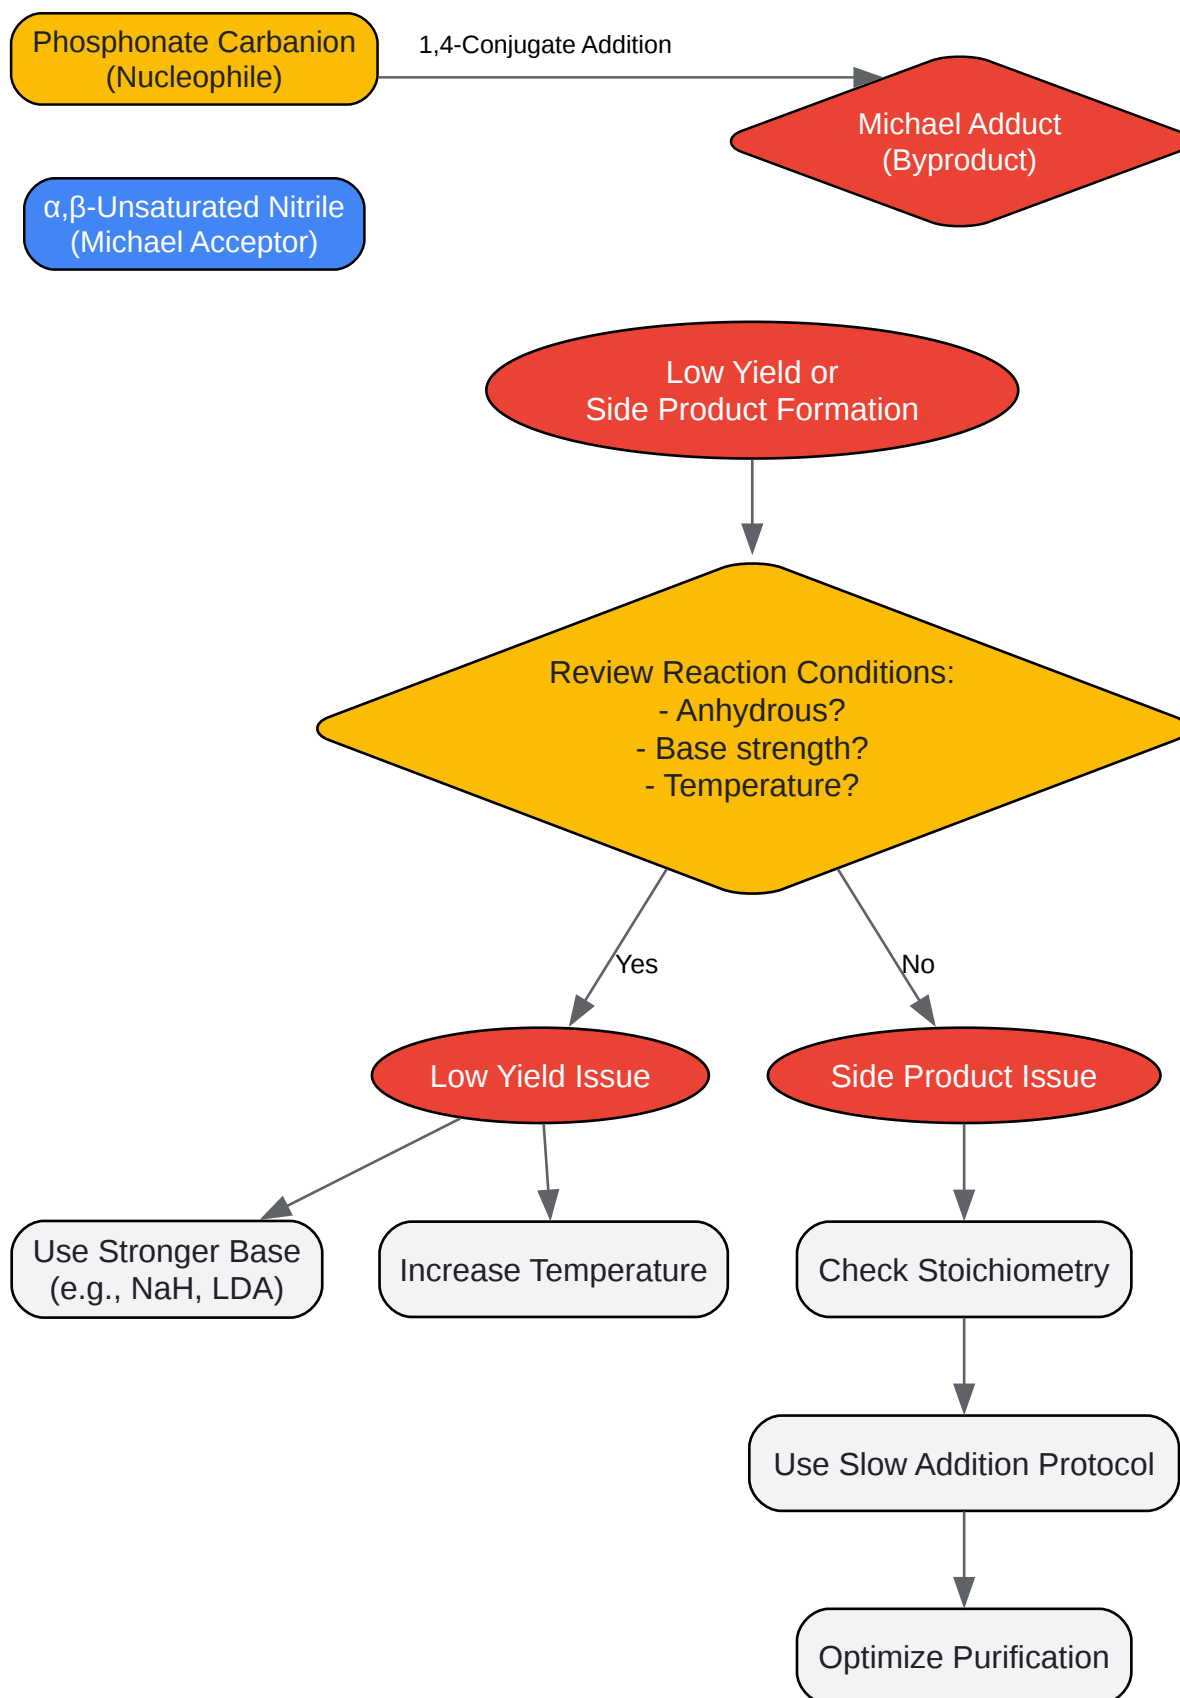 Phosphonate Carbanion
(Nucleophile)
1,4-Conjugate Addition
Michael Adduct
(Byproduct)
α,β-Unsaturated Nitrile
(Michael Acceptor)
Low Yield or
Side Product Formation
Review Reaction Conditions:
- Anhydrous?
- Base strength?
- Temperature?
Yes
No
Low Yield Issue
Side Product Issue
Use Stronger Base
(e.g., NaH, LDA)
Increase Temperature
Check Stoichiometry
Use Slow Addition Protocol
Optimize Purification